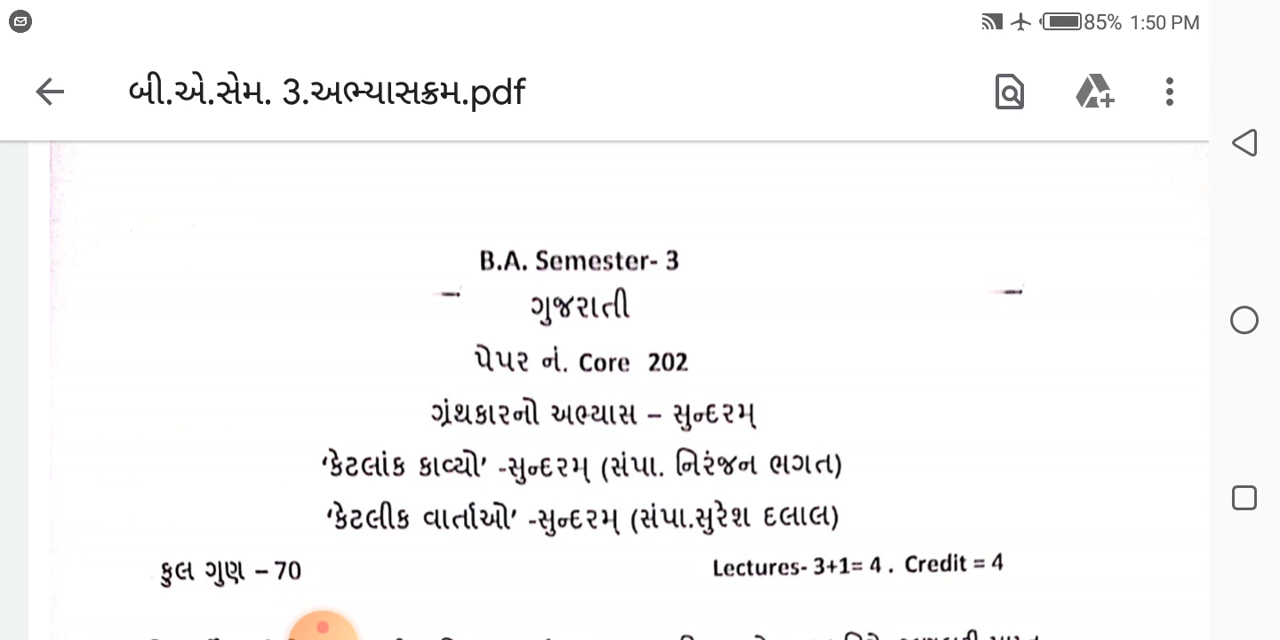 85% 1:50 PM
બી.એ.સેમ. 3.અભ્યાસક્રમ.pdf
B.A. Semester- 3
ગુજરાતી
પેપર નં. Core 202
ગ્રંથકારનો અભ્યાસ – સુન્દરમ્
‘કેટલાંક કાવ્યો’ -સુન્દરમ્ (સંપા. નિરંજન ભગત)
‘કેટલીક વાર્તાઓ’ -સુન્દરમ્ (સંપા.સુરેશ દલાલ)
કુલ ગુણ – 70 Lectures- 3+1= 4 . Credit = 4